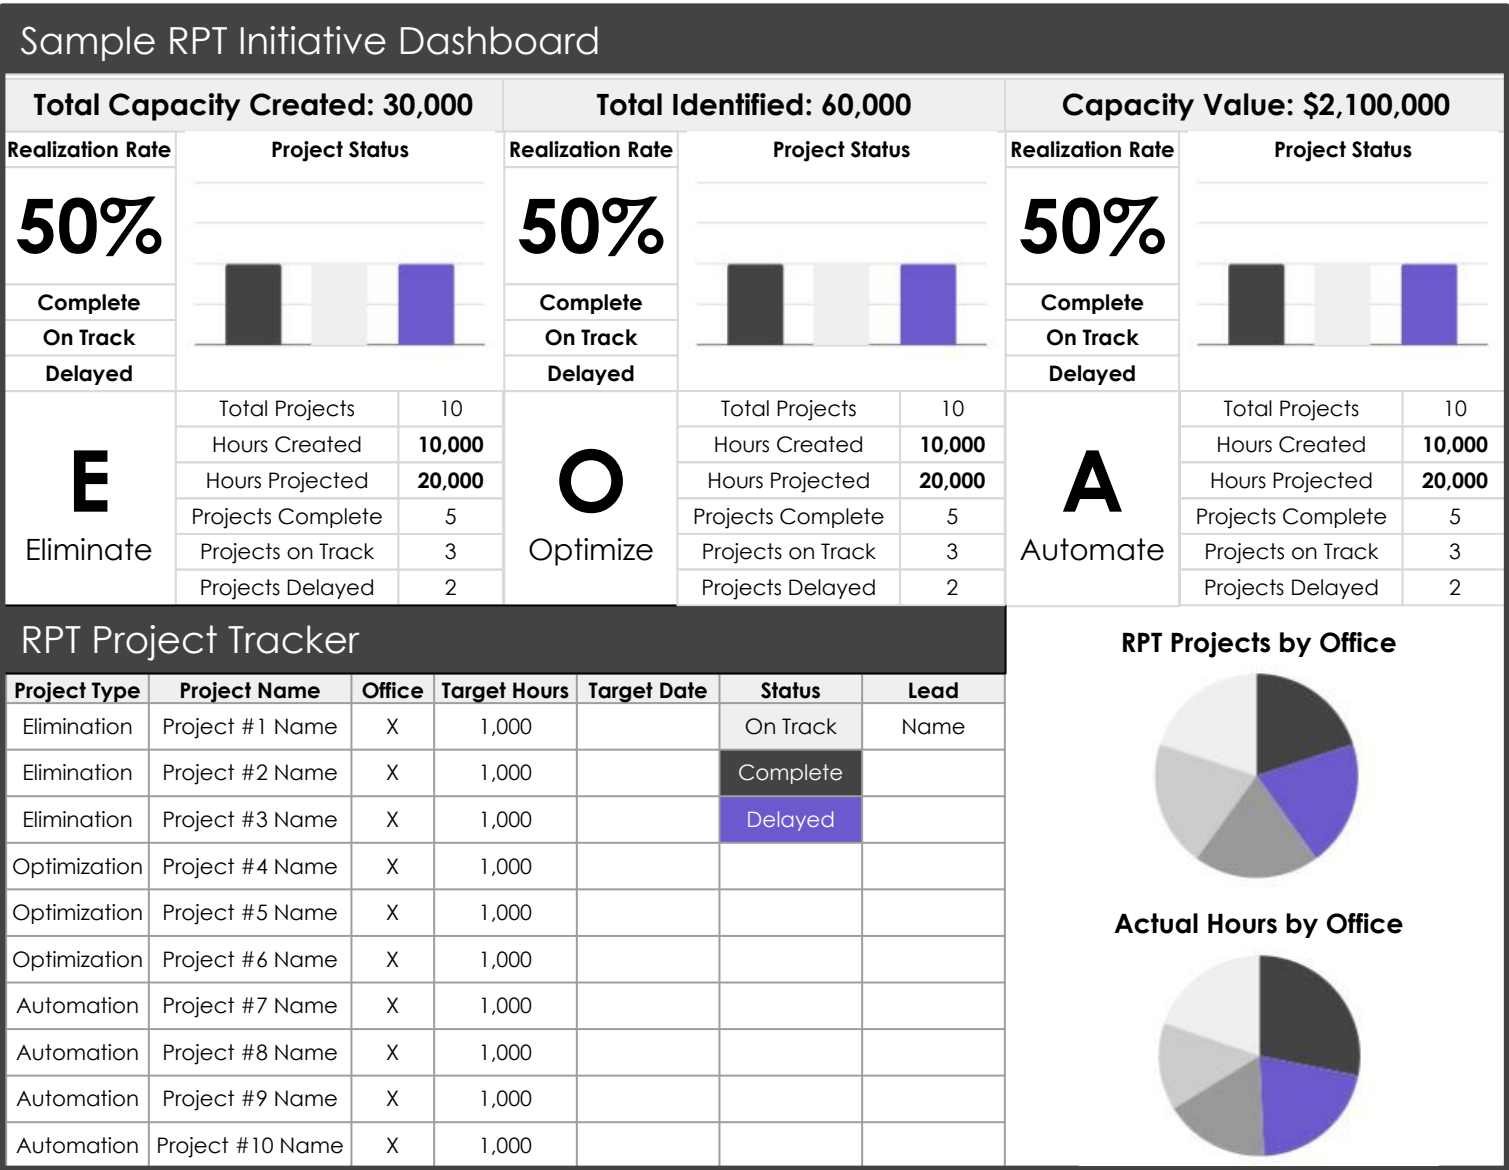 Sample RPT Initiative Dashboard
Total Capacity Created: 30,000 Total Identified: 60,000 Capacity Value: $2,100,000
Realization Rate Project Status Realization Rate Project Status Realization Rate Project Status
50% 50% 50%
Complete Complete Complete
On Track On Track On Track
Delayed Delayed Delayed
E
Eliminate
Total Projects 10
Hours Created 10,000
Hours Projected 20,000
Projects Complete 5
Projects on Track 3
Projects Delayed 2
O
Optimize
Total Projects 10
Hours Created 10,000
Hours Projected 20,000
Projects Complete 5
Projects on Track 3
Projects Delayed 2
A
Automate
Total Projects 10
Hours Created 10,000
Hours Projected 20,000
Projects Complete 5
Projects on Track 3
Projects Delayed 2
RPT Project Tracker
Project Type Project Name Office Target Hours Target Date Status Lead
Elimination Project #1 Name X 1,000 On Track Name
Elimination Project #2 Name X 1,000 Complete
Elimination Project #3 Name X 1,000 Delayed
Optimization Project #4 Name X 1,000
Optimization Project #5 Name X 1,000
Optimization Project #6 Name X 1,000
Automation Project #7 Name X 1,000
Automation Project #8 Name X 1,000
Automation Project #9 Name X 1,000
Automation Project #10 Name X 1,000
RPT Projects by Office
Actual Hours by Office